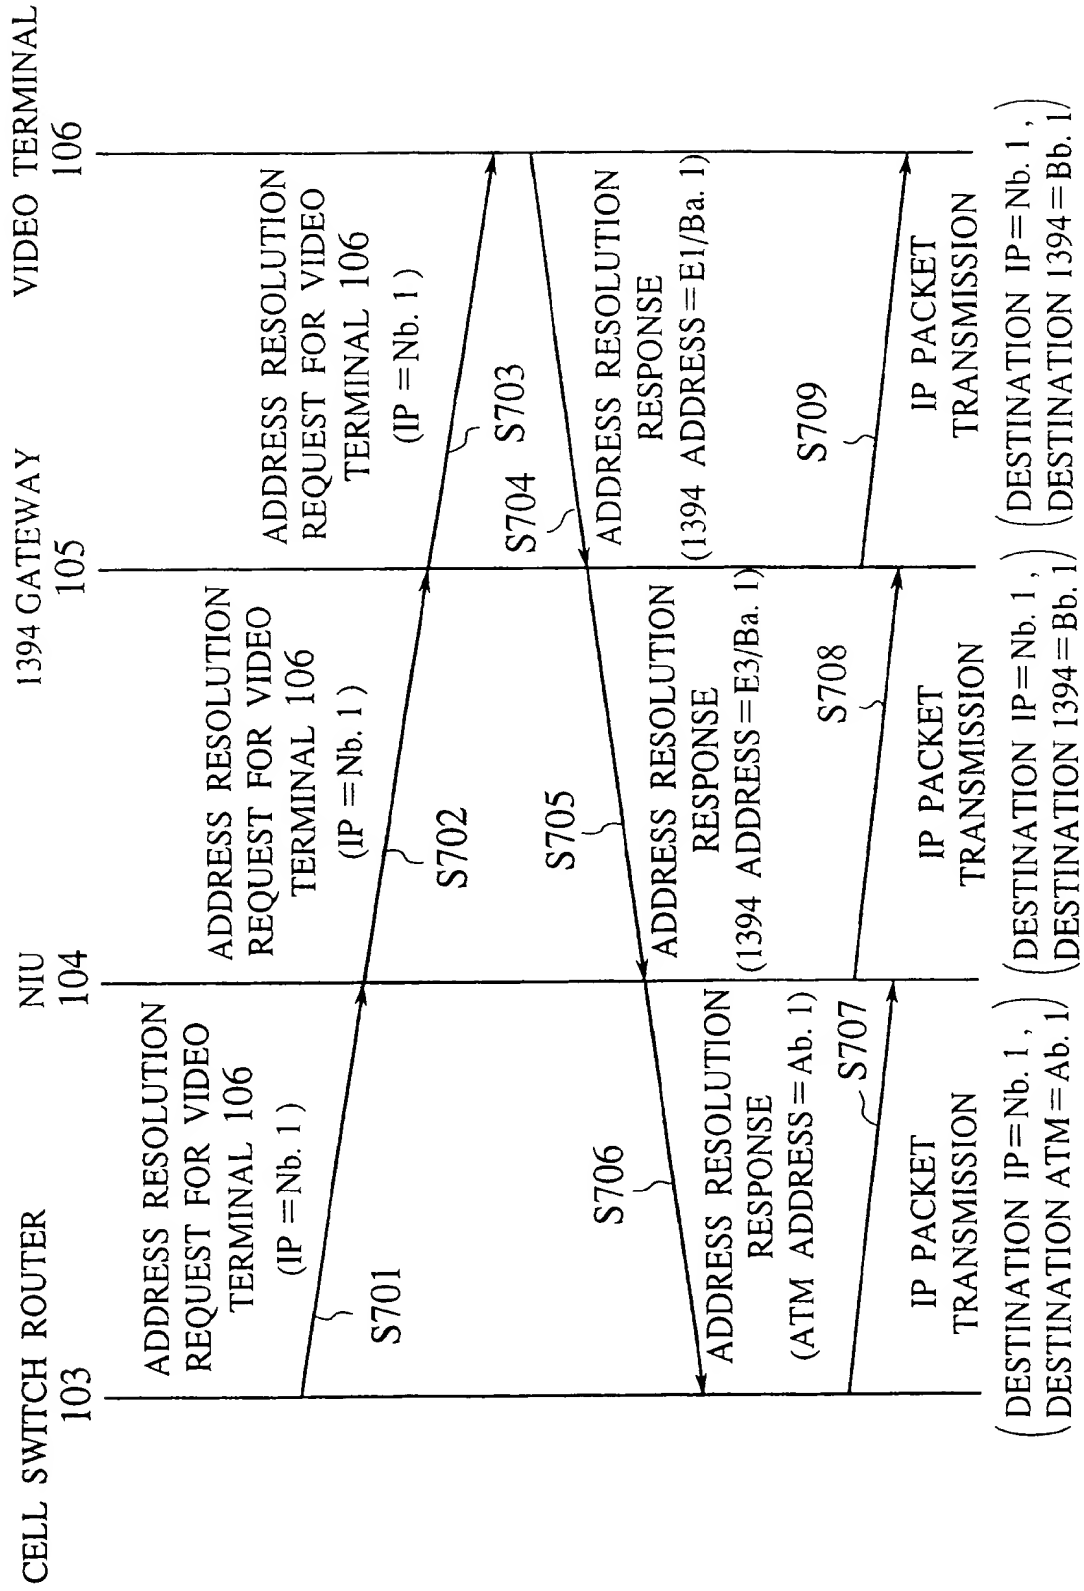 CELL SWITCH ROUTER
103
NIU
104
1394 GATEWAY
105
VIDEO TERMINAL
106
ADDRESS RESOLUTION
REQUEST FOR VIDEO
TERMINAL 106
(IP=Nb. 1)
S701
ADDRESS RESOLUTION
REQUEST FOR VIDEO
TERMINAL 106
(IP=Nb. 1)
S702
ADDRESS RESOLUTION
REQUEST FOR VIDEO
TERMINAL 106
(IP=Nb. 1)
S703
S704
ADDRESS RESOLUTION
RESPONSE
(1394 ADDRESS=E1/Ba. 1)
S705
ADDRESS RESOLUTION
RESPONSE
(1394 ADDRESS=E3/Ba. 1)
S706
ADDRESS RESOLUTION
RESPONSE
(ATM ADDRESS=Ab. 1)
S707
IP PACKET
TRANSMISSION
(DESTINATION IP=Nb. 1,
DESTINATION ATM=Ab. 1)
S708
IP PACKET
TRANSMISSION
(DESTINATION IP=Nb. 1,
DESTINATION 1394=Bb. 1)
S709
IP PACKET
TRANSMISSION
(DESTINATION IP=Nb. 1,
DESTINATION 1394=Bb. 1)